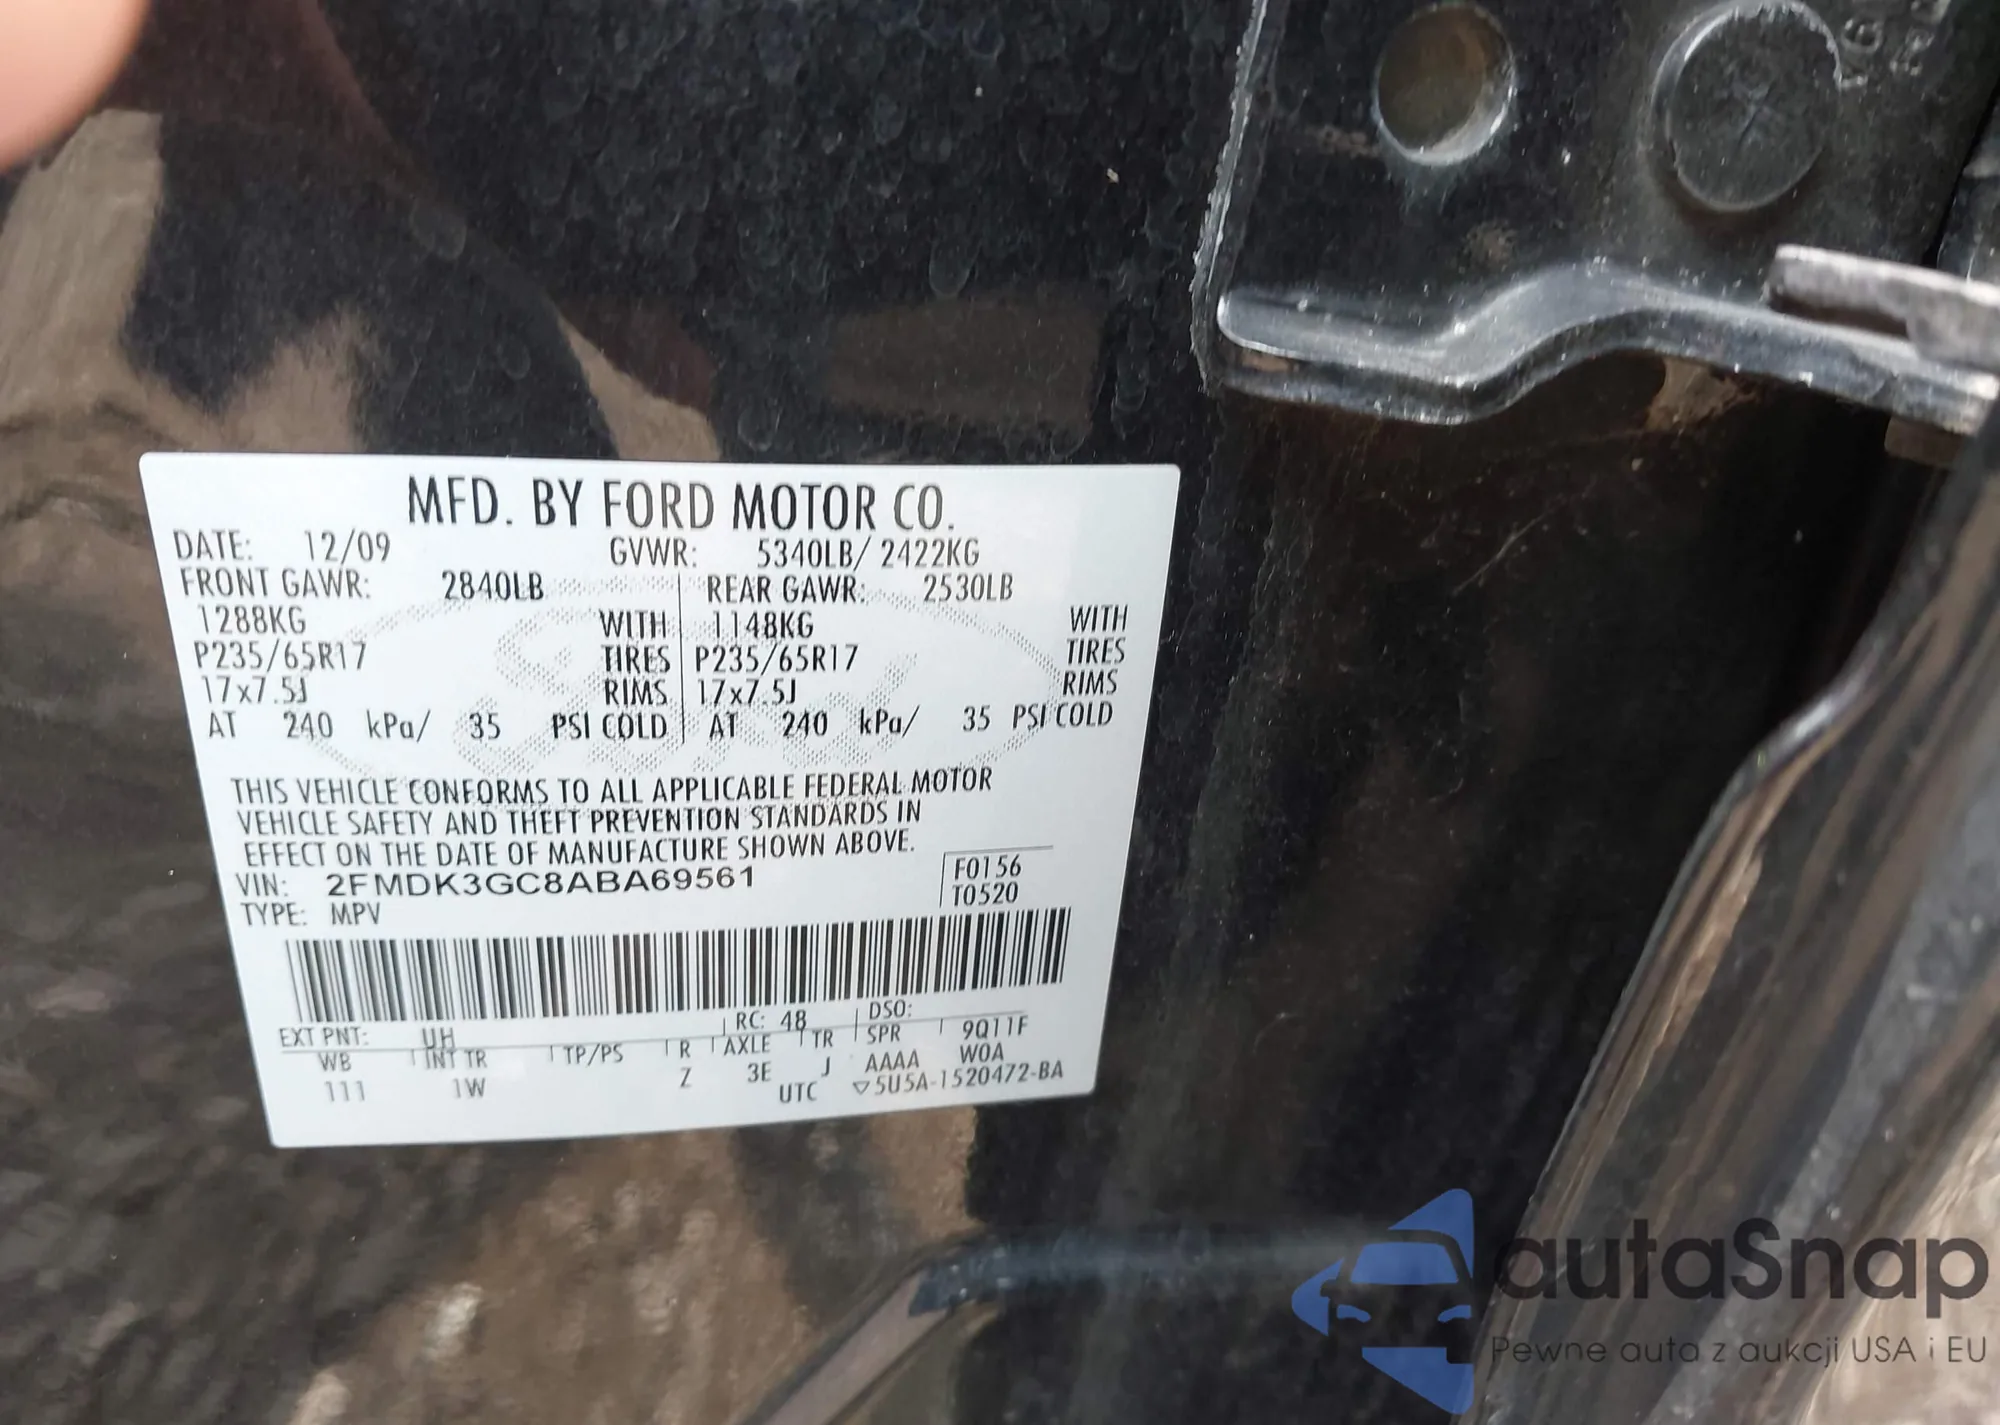 MFD. BY FORD MOTOR CO.
DATE: 12/09 GVWR: 5340LB/ 2422KG
FRONT GAWR: 2840LB REAR GAWR: 2530LB
1288KG WITH 1148KG WITH
P235/65R17 TIRES P235/65R17 TIRES
17x7.5J RIMS 17x7.5J RIMS
AT 240 kPa/ 35 PSI COLD AT 240 kPa/ 35 PSI COLD
THIS VEHICLE CONFORMS TO ALL APPLICABLE FEDERAL MOTOR
VEHICLE SAFETY AND THEFT PREVENTION STANDARDS IN
EFFECT ON THE DATE OF MANUFACTURE SHOWN ABOVE.
VIN: 2FMDK3GC8ABA69561 F0156
TYPE: MPV T0520
EXT PNT: UH RC: 48 DSO:
WB INT TR TP/PS R AXLE TR SPR 9Q11F
111 1W Z 3E J AAAA W0A
UTC ▽5U5A-1520472-BA
autaSnap
Pewne auta z aukcji USA i EU